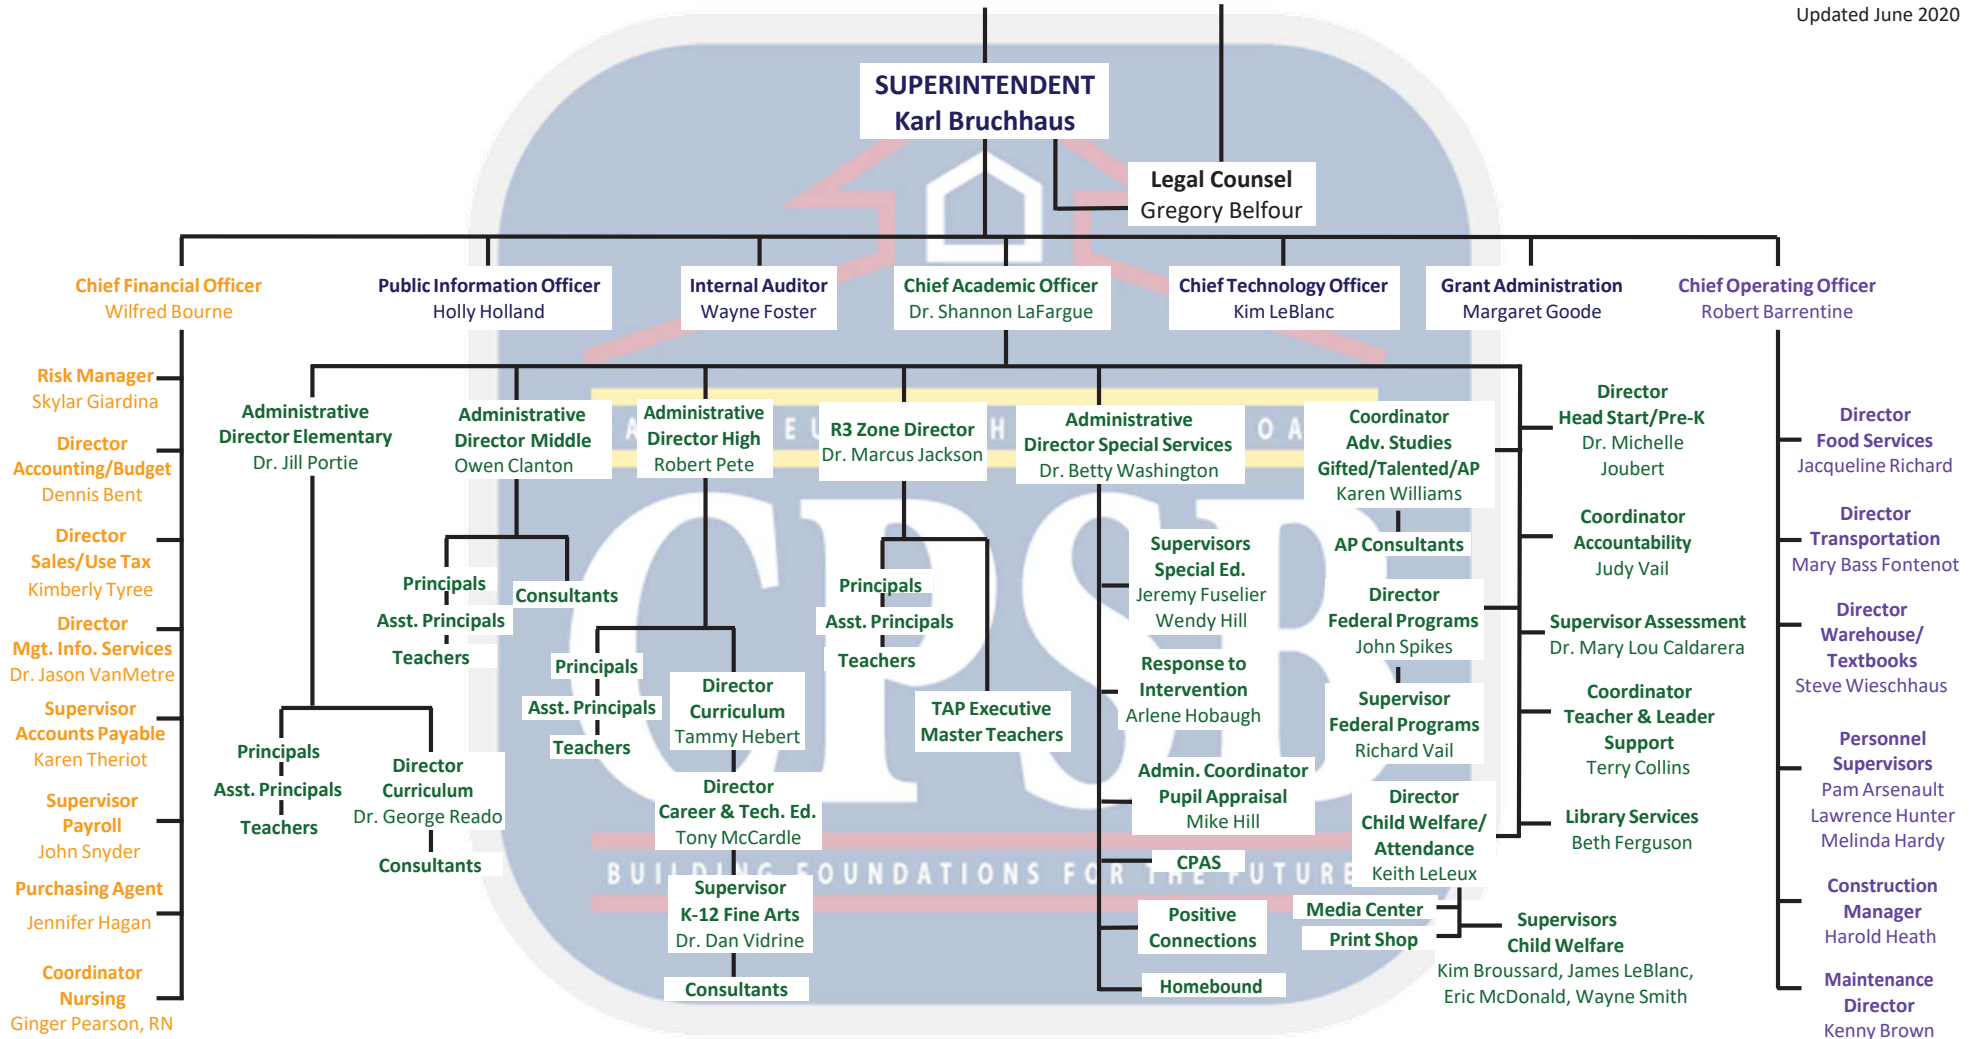 Updated June 2020
SUPERINTENDENT
Karl Bruchhaus
Legal Counsel
Gregory Belfour
Chief Financial Officer
Wilfred Bourne
Public Information Officer
Holly Holland
Internal Auditor
Wayne Foster
Chief Academic Officer
Dr. Shannon LaFargue
Chief Technology Officer
Kim LeBlanc
Grant Administration
Margaret Goode
Chief Operating Officer
Robert Barrentine
Risk Manager
Skylar Giardina
Director
Accounting/Budget
Dennis Bent
Director
Sales/Use Tax
Kimberly Tyree
Director
Mgt. Info. Services
Dr. Jason VanMetre
Supervisor
Accounts Payable
Karen Theriot
Supervisor
Payroll
John Snyder
Purchasing Agent
Jennifer Hagan
Coordinator
Nursing
Ginger Pearson, RN
Administrative
Director Elementary
Dr. Jill Portie
Principals
Asst. Principals
Teachers
Director
Curriculum
Dr. George Reado
Consultants
Administrative
Director Middle
Owen Clanton
Principals
Asst. Principals
Teachers
Consultants
Administrative
Director High
Robert Pete
Principals
Asst. Principals
Teachers
Director
Curriculum
Tammy Hebert
Director
Career & Tech. Ed.
Tony McCardle
Supervisor
K-12 Fine Arts
Dr. Dan Vidrine
Consultants
R3 Zone Director
Dr. Marcus Jackson
Principals
Asst. Principals
Teachers
TAP Executive
Master Teachers
Administrative
Director Special Services
Dr. Betty Washington
Supervisors
Special Ed.
Jeremy Fuselier
Wendy Hill
Response to
Intervention
Arlene Hobaugh
Admin. Coordinator
Pupil Appraisal
Mike Hill
CPAS
Positive
Connections
Homebound
Coordinator
Adv. Studies
Gifted/Talented/AP
Karen Williams
AP Consultants
Director
Federal Programs
John Spikes
Supervisor
Federal Programs
Richard Vail
Director
Child Welfare/
Attendance
Keith LeLeux
Media Center
Print Shop
Supervisors
Child Welfare
Kim Broussard, James LeBlanc,
Eric McDonald, Wayne Smith
Director
Head Start/Pre-K
Dr. Michelle
Joubert
Coordinator
Accountability
Judy Vail
Supervisor Assessment
Dr. Mary Lou Caldarera
Coordinator
Teacher & Leader
Support
Terry Collins
Library Services
Beth Ferguson
Director
Food Services
Jacqueline Richard
Director
Transportation
Mary Bass Fontenot
Director
Warehouse/
Textbooks
Steve Wieschhaus
Personnel
Supervisors
Pam Arsenault
Lawrence Hunter
Melinda Hardy
Construction
Manager
Harold Heath
Maintenance
Director
Kenny Brown
CPSB
BUILDING FOUNDATIONS FOR THE FUTURE